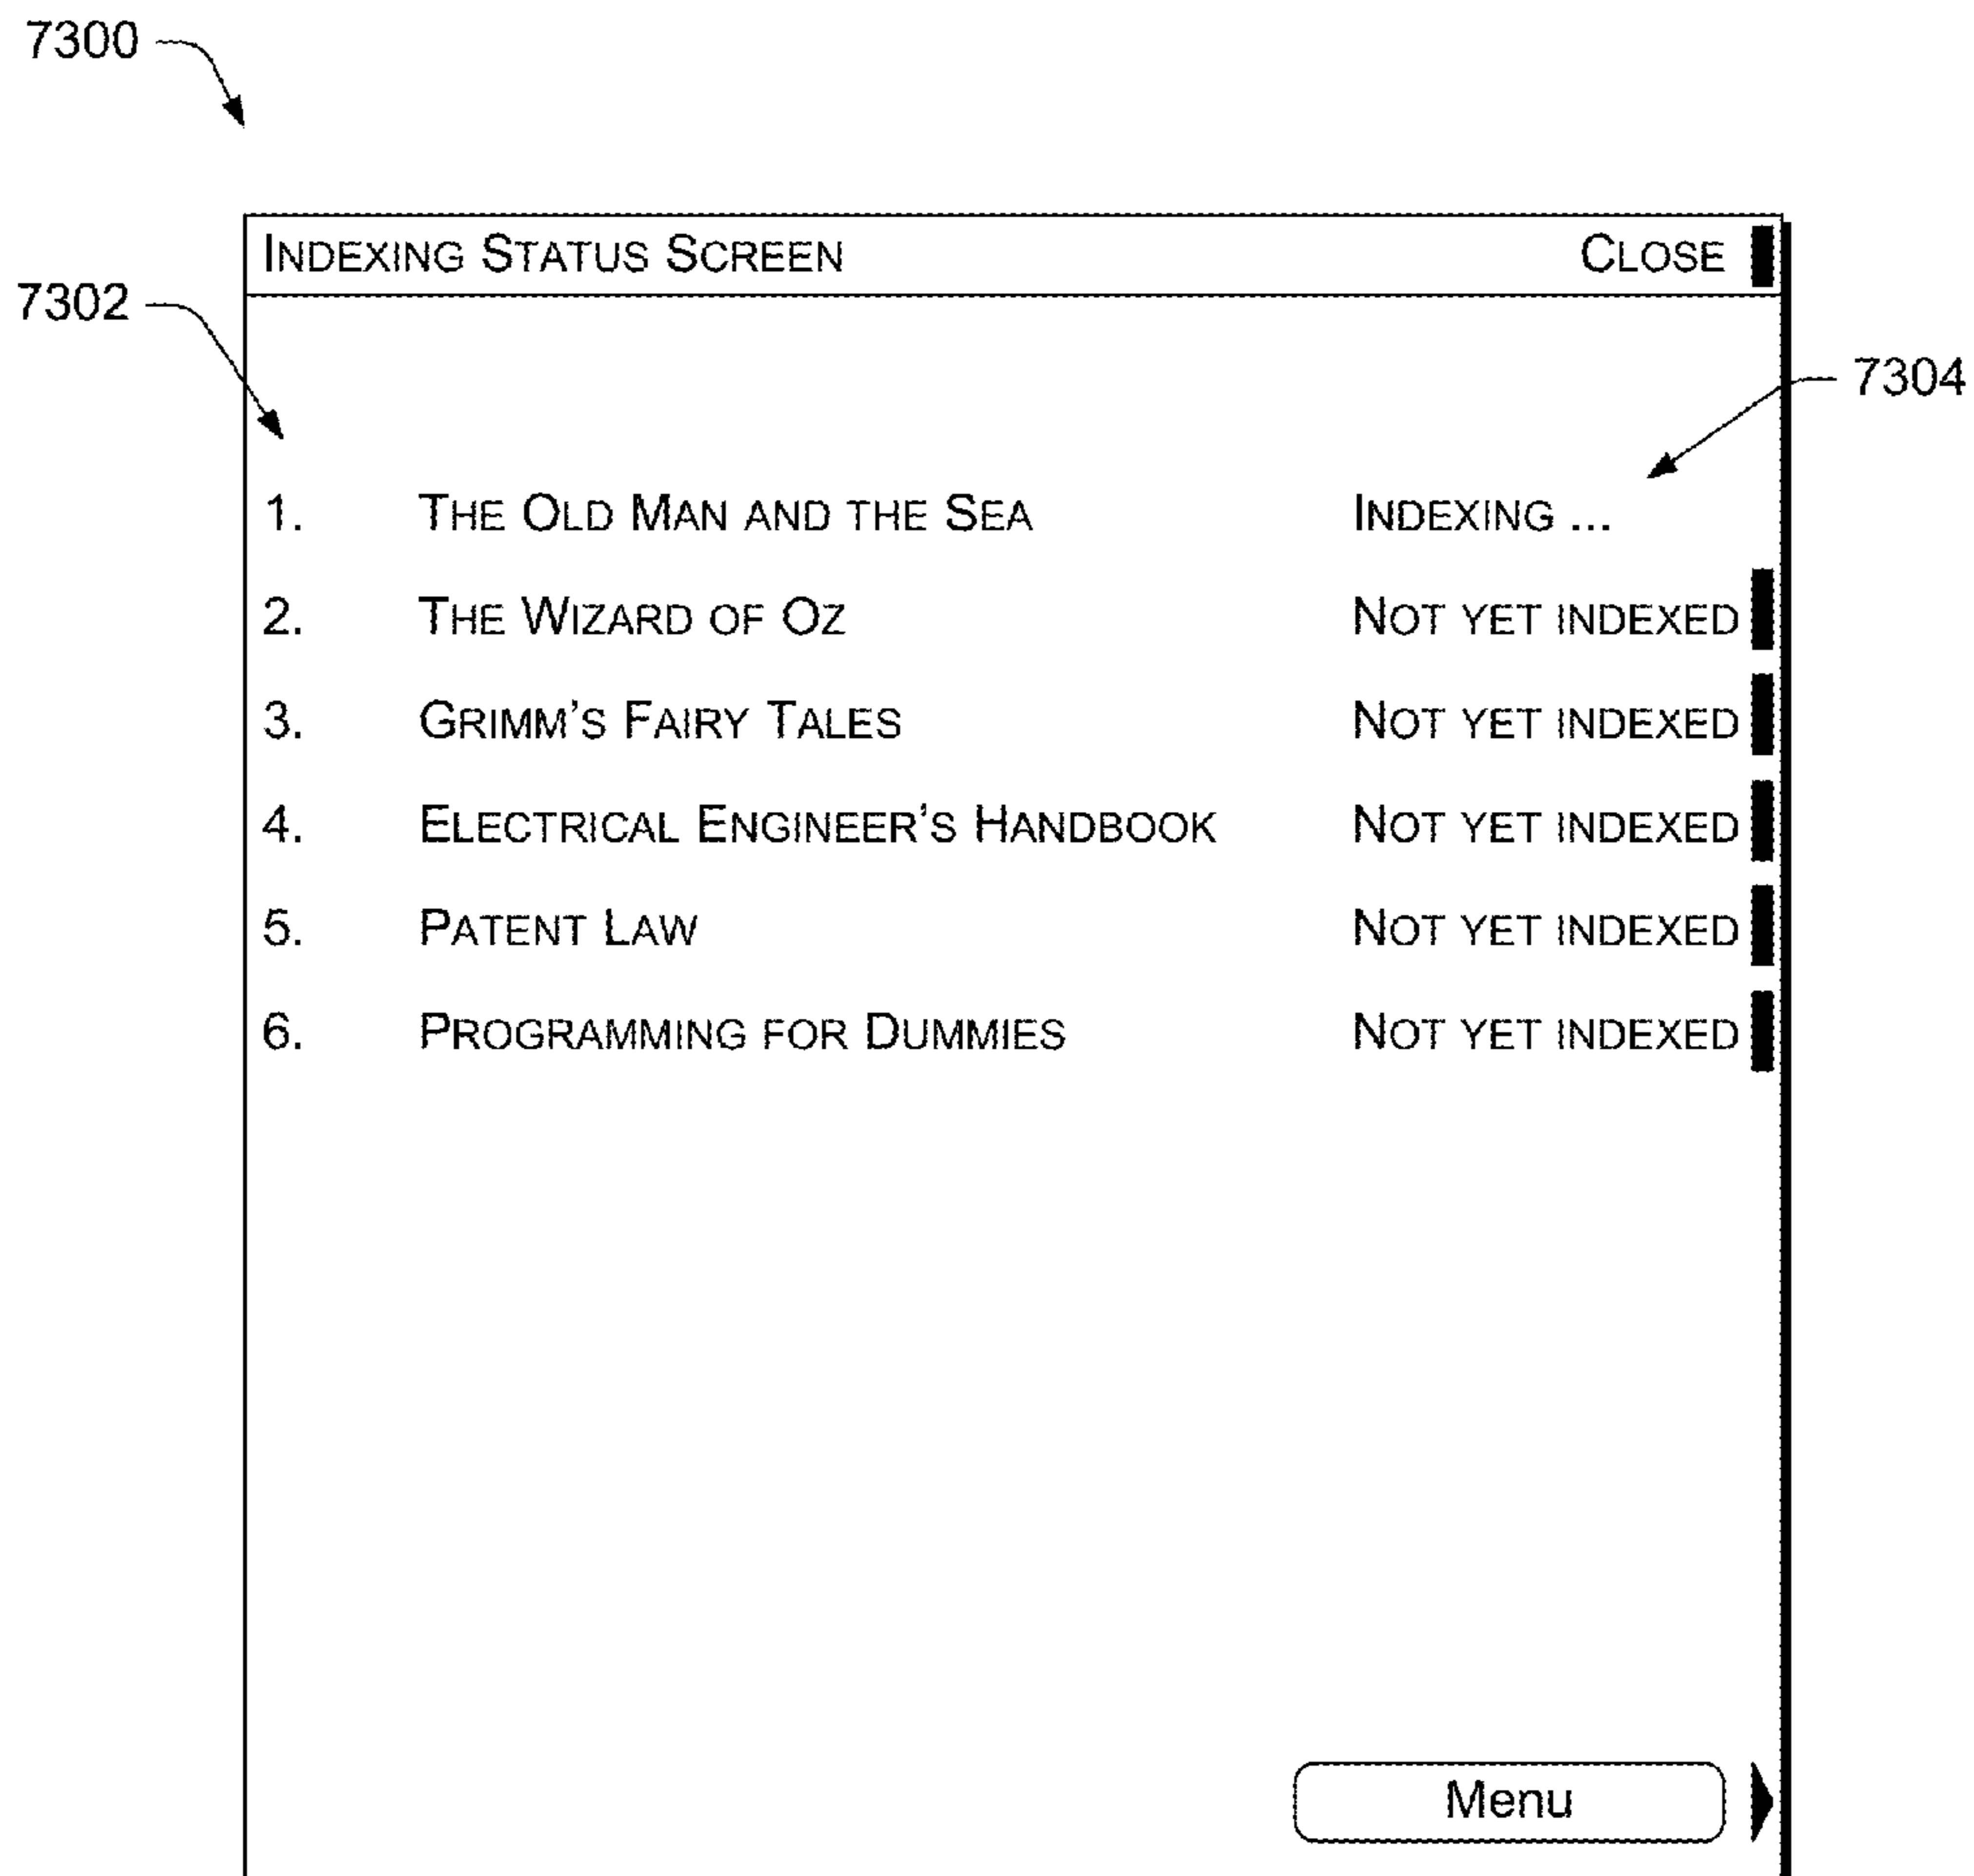 7300
INDEXING STATUS SCREEN CLOSE
7302
7304
1. THE OLD MAN AND THE SEA INDEXING ...
2. THE WIZARD OF OZ NOT YET INDEXED
3. GRIMM'S FAIRY TALES NOT YET INDEXED
4. ELECTRICAL ENGINEER'S HANDBOOK NOT YET INDEXED
5. PATENT LAW NOT YET INDEXED
6. PROGRAMMING FOR DUMMIES NOT YET INDEXED
Menu